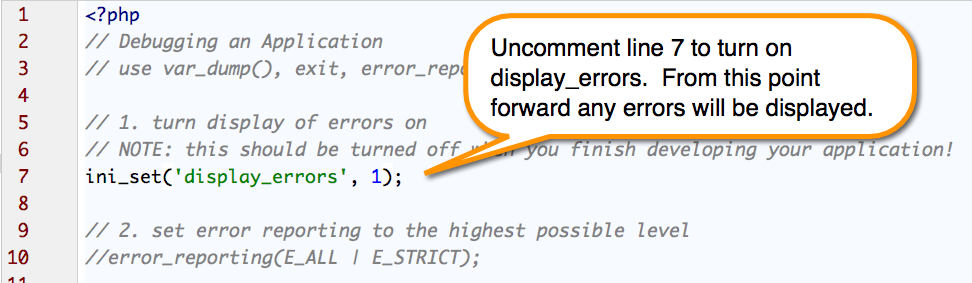 1 <?php
2 // Debugging an Application
3 // use var_dump(), exit, error_repo
4
5 // 1. turn display of errors on
6 // NOTE: this should be turned off when you finish developing your application!
7 ini_set('display_errors', 1);
8
9 // 2. set error reporting to the highest possible level
10 //error_reporting(E_ALL | E_STRICT);
Uncomment line 7 to turn on
display_errors. From this point
forward any errors will be displayed.